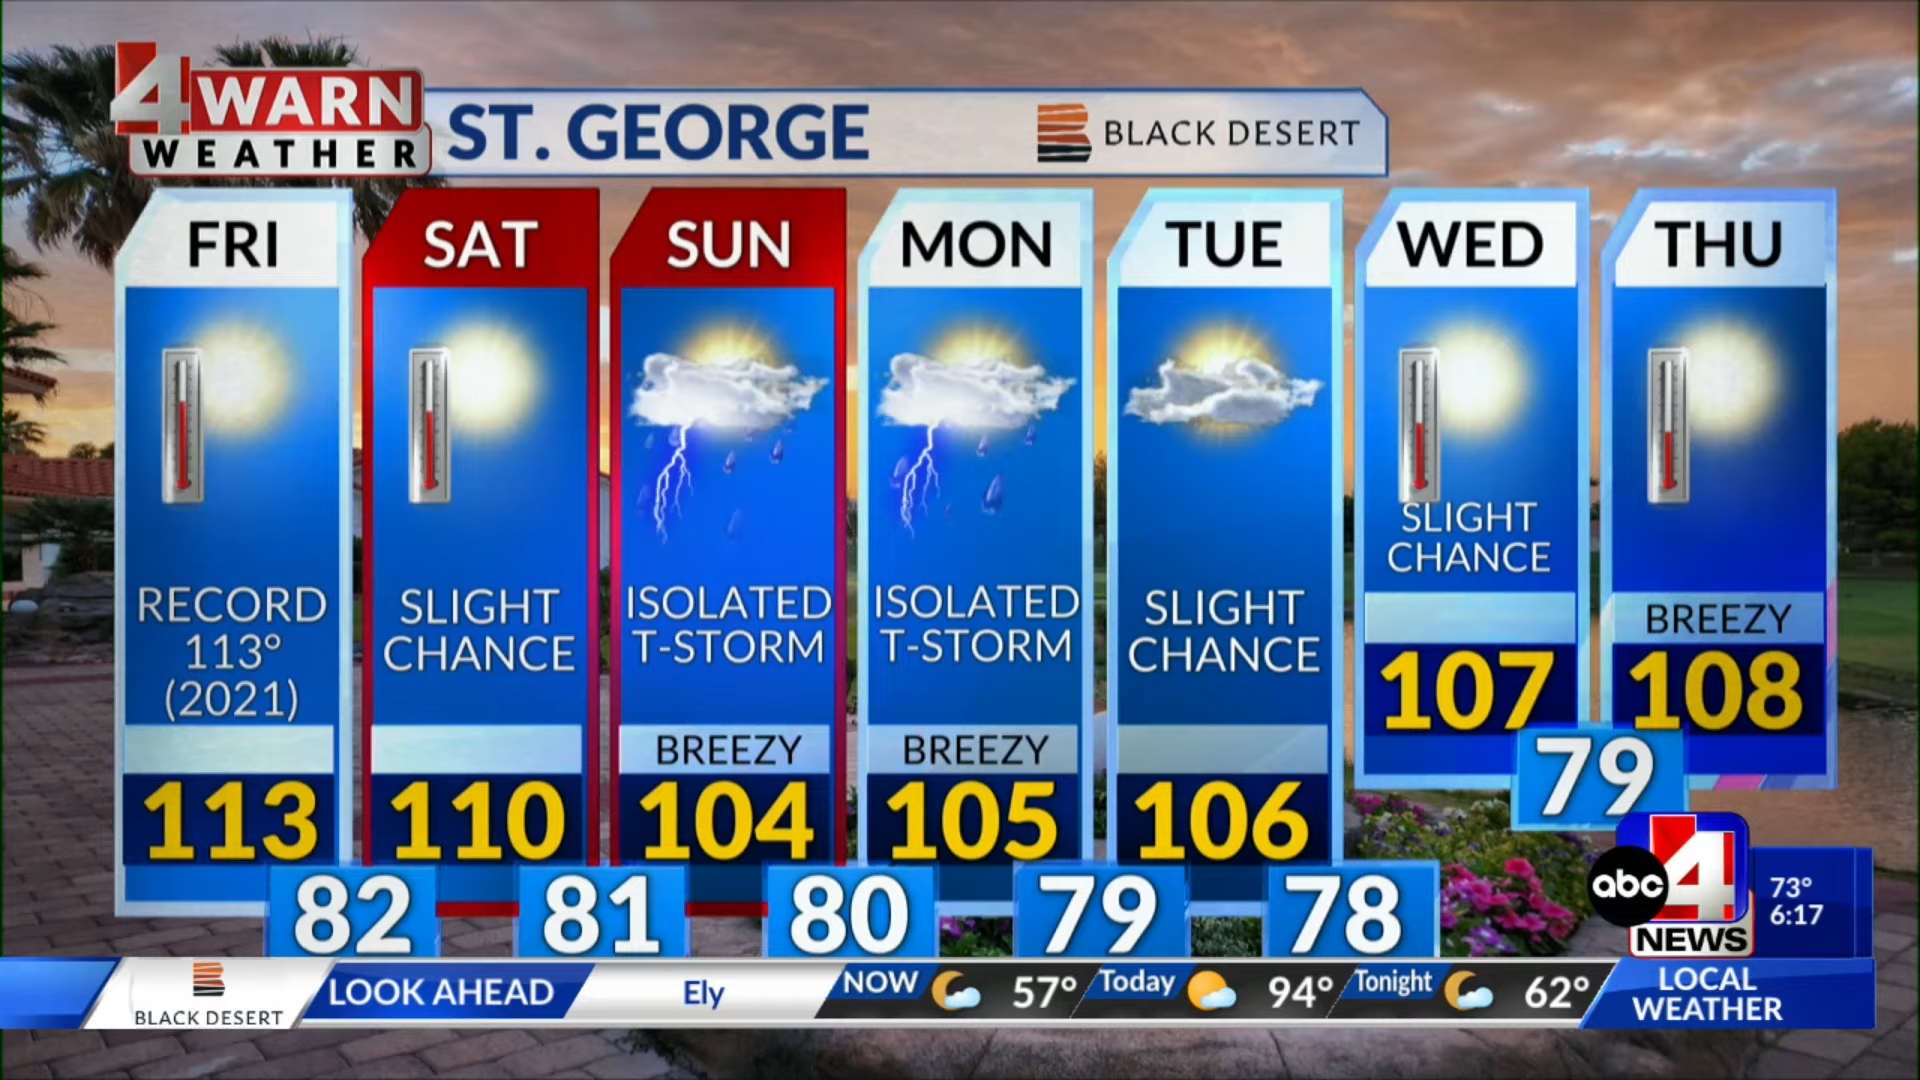 4 WARN
WEATHER
ST. GEORGE
BLACK DESERT
FRI
RECORD
113°
(2021)
113
82
SAT
SLIGHT
CHANCE
110
81
SUN
ISOLATED
T-STORM
BREEZY
104
80
MON
ISOLATED
T-STORM
BREEZY
105
79
TUE
SLIGHT
CHANCE
106
78
WED
SLIGHT
CHANCE
107
79
THU
BREEZY
108
abc 4
NEWS
73°
6:17
BLACK DESERT
LOOK AHEAD
Ely
NOW 57°
Today 94°
Tonight 62°
LOCAL
WEATHER